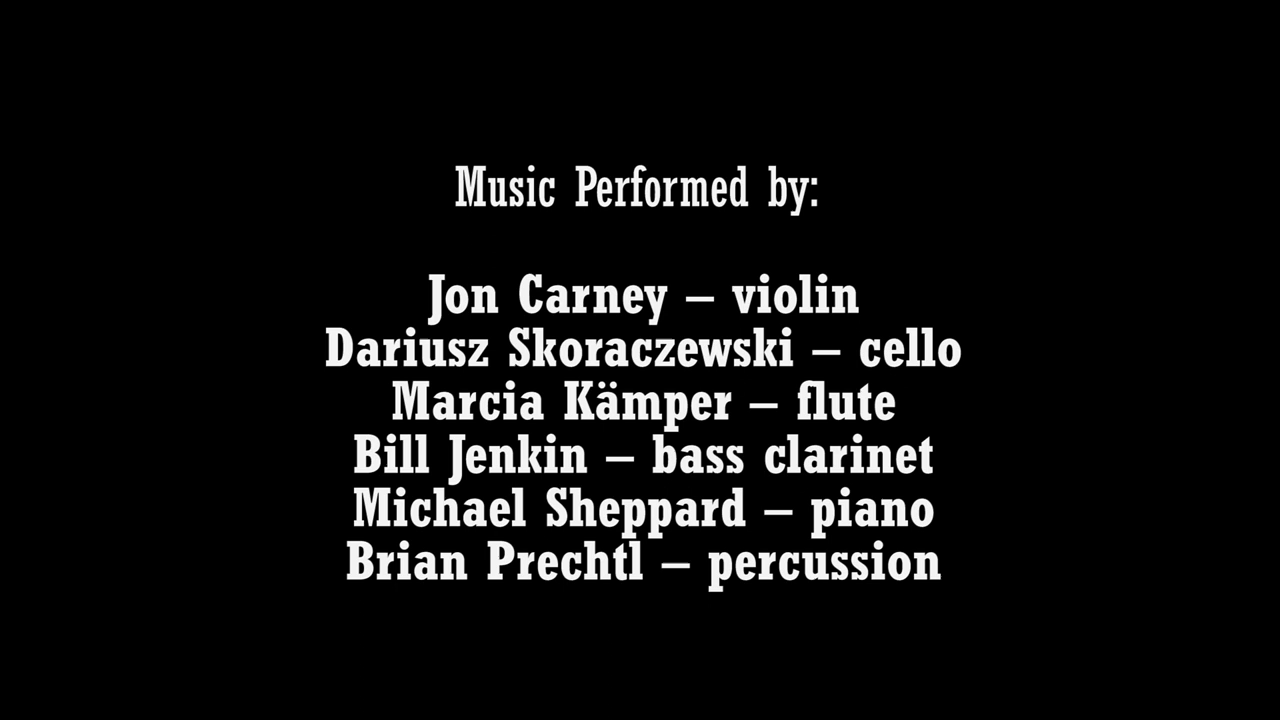 Music Performed by:
Jon Carney – violin
Dariusz Skoraczewski – cello
Marcia Kämper – flute
Bill Jenkin – bass clarinet
Michael Sheppard – piano
Brian Prechtl – percussion